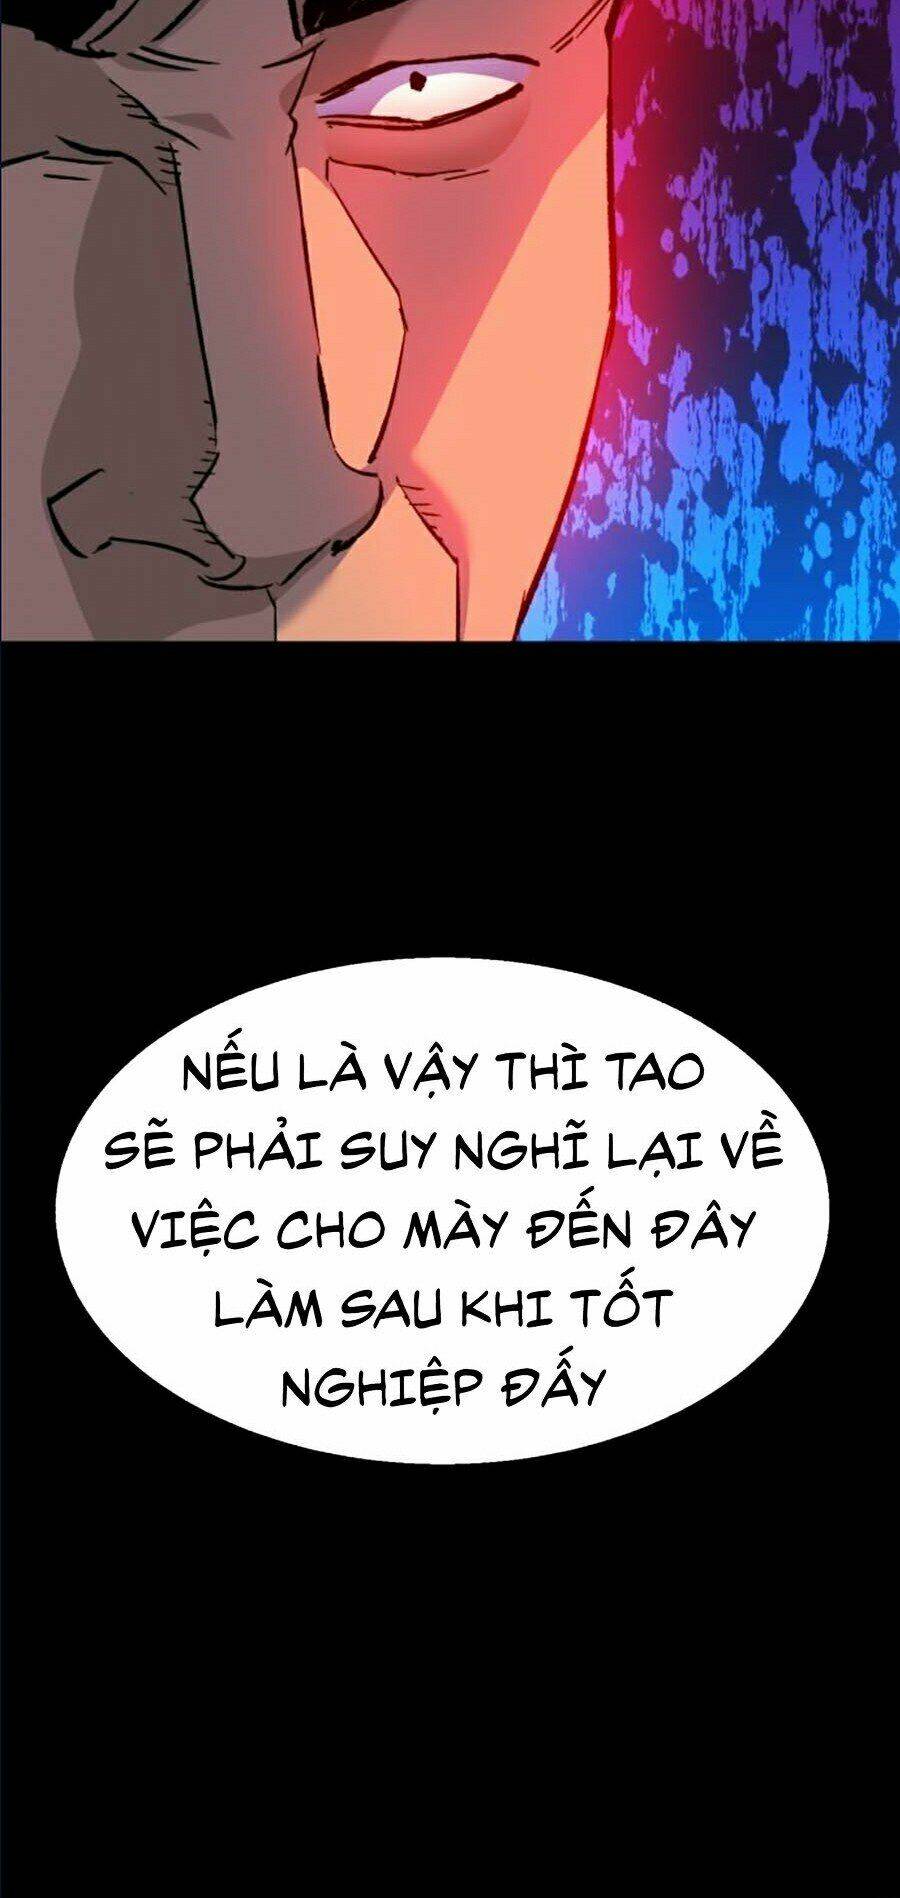 NẾU LÀ VẬY THÌ TAO
SẼ PHẢI SUY NGHĨ LẠI VỀ
VIỆC CHO MÀY ĐẾN ĐÂY
LÀM SAU KHI TỐT
NGHIỆP ĐẤY